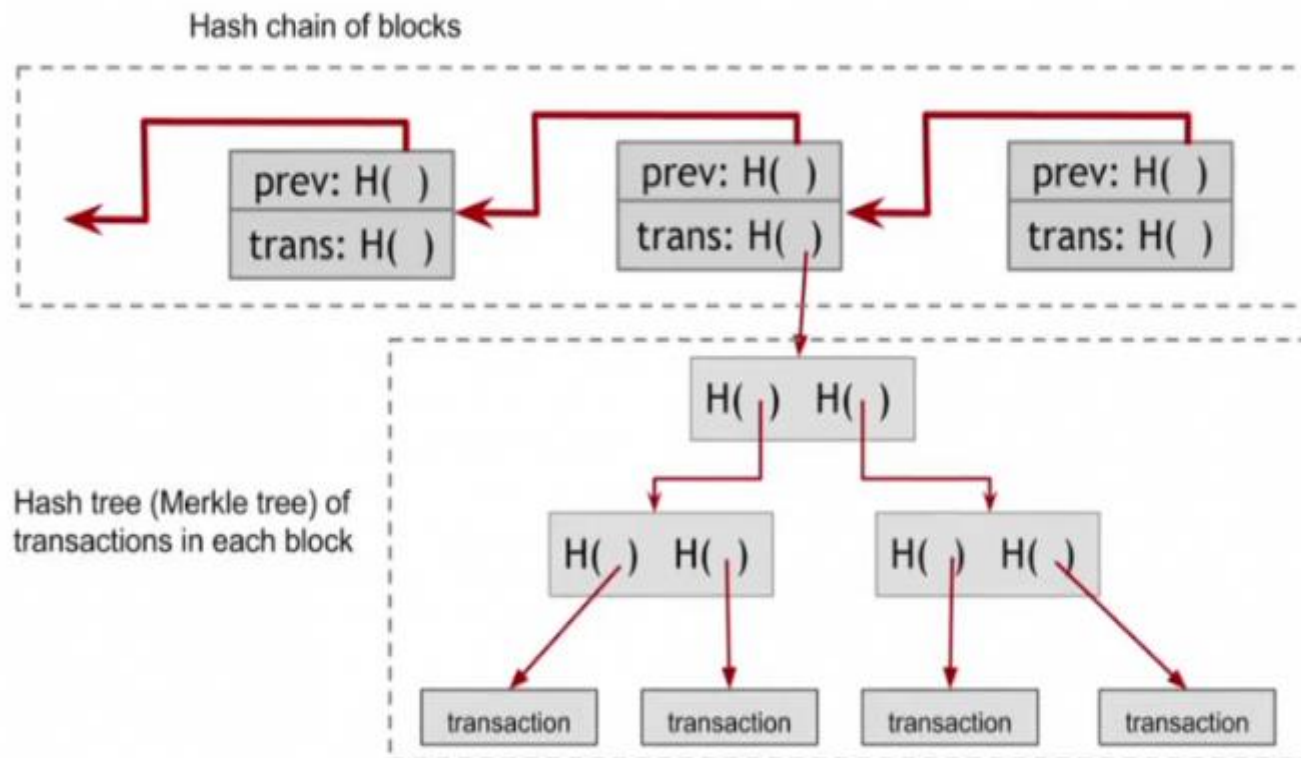 Hash chain of blocks
prev: H( )
trans: H( )
prev: H( )
trans: H( )
prev: H( )
trans: H( )
H( ) H( )
Hash tree (Merkle tree) of
transactions in each block
H( ) H( )
H( ) H( )
transaction
transaction
transaction
transaction